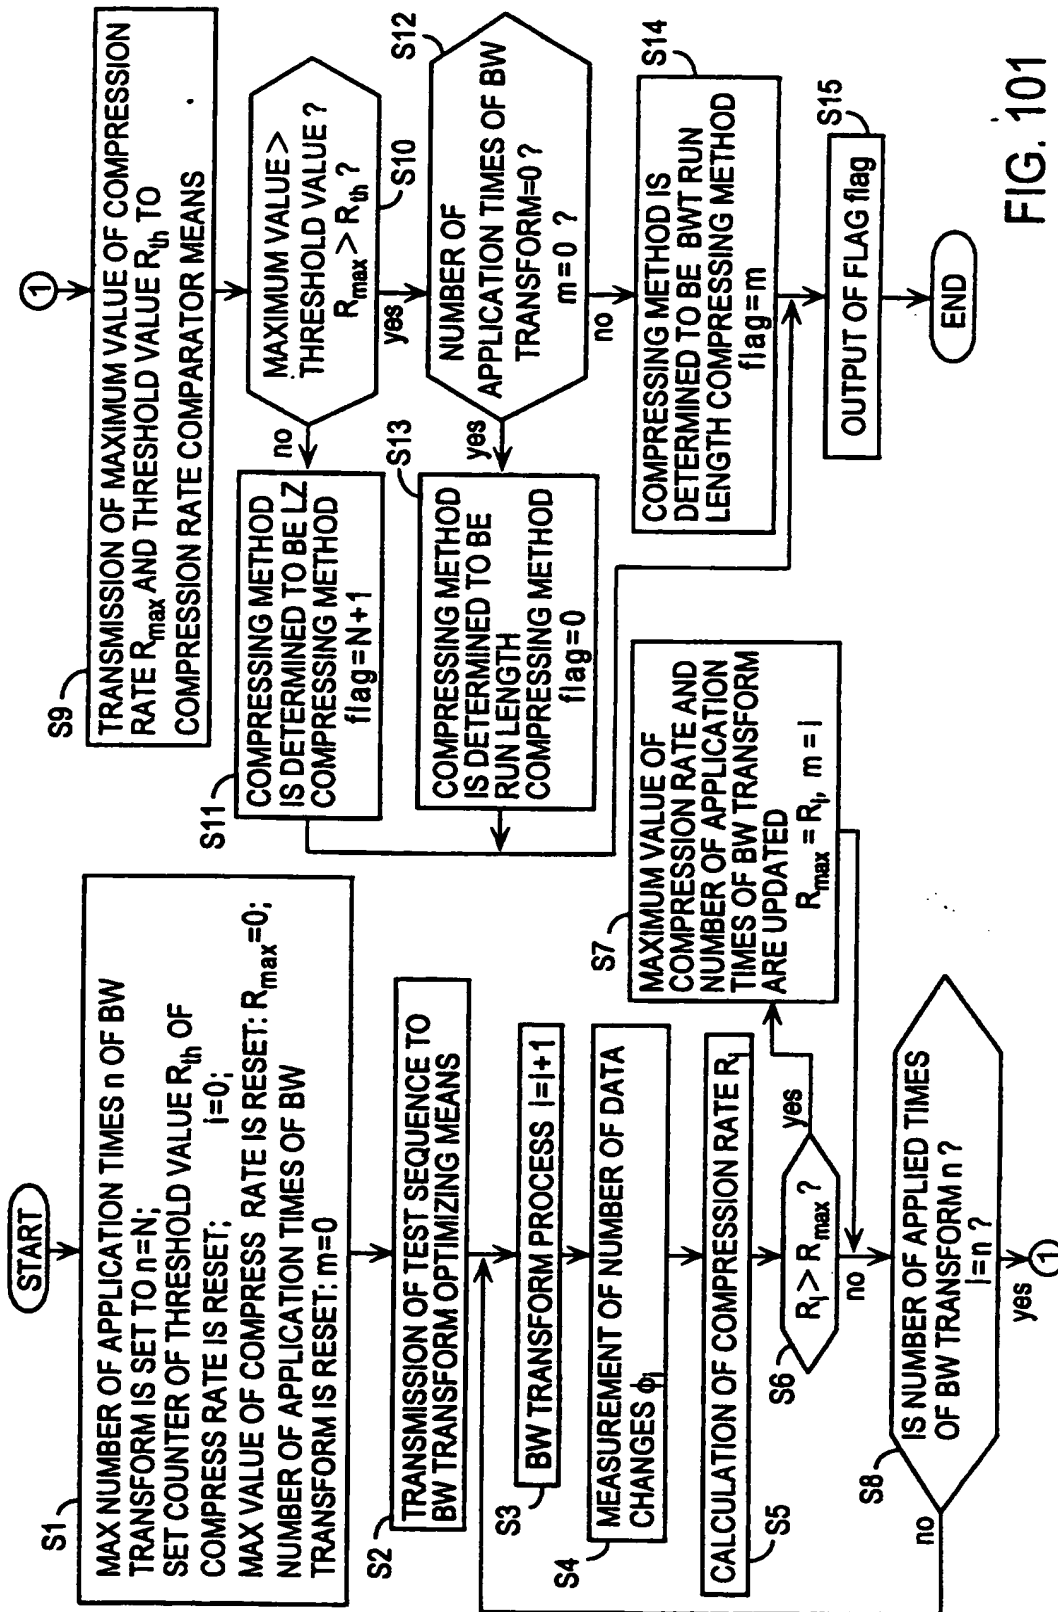 START
S1
MAX NUMBER OF APPLICATION TIMES n OF BW
TRANSFORM IS SET TO n=N;
SET COUNTER OF THRESHOLD VALUE Rth OF
COMPRESS RATE IS RESET; i=0;
MAX VALUE OF COMPRESS RATE IS RESET: Rmax=0;
NUMBER OF APPLICATION TIMES OF BW
TRANSFORM IS RESET: m=0
S2
TRANSMISSION OF TEST SEQUENCE TO
BW TRANSFORM OPTIMIZING MEANS
S3
BW TRANSFORM PROCESS i=i+1
S4
MEASUREMENT OF NUMBER OF DATA
CHANGES ϕi
S5
CALCULATION OF COMPRESSION RATE Ri
S6
Ri > Rmax ?
yes
no
S7
MAXIMUM VALUE OF
COMPRESSION RATE AND
NUMBER OF APPLICATION
TIMES OF BW TRANSFORM
ARE UPDATED
Rmax = Ri, m = i
S8
IS NUMBER OF APPLIED TIMES
OF BW TRANSFORM n ?
i=n ?
no
yes
1
1
S9
TRANSMISSION OF MAXIMUM VALUE OF COMPRESSION
RATE Rmax AND THRESHOLD VALUE Rth TO
COMPRESSION RATE COMPARATOR MEANS
MAXIMUM VALUE >
THRESHOLD VALUE ?
Rmax > Rth ?
S10
no
yes
S11
COMPRESSING METHOD
IS DETERMINED TO BE LZ
COMPRESSING METHOD
flag=N+1
S12
NUMBER OF
APPLICATION TIMES OF BW
TRANSFORM=0 ?
m=0 ?
yes
no
S13
COMPRESSING METHOD
IS DETERMINED TO BE
RUN LENGTH
COMPRESSING METHOD
flag=0
S14
COMPRESSING METHOD IS
DETERMINED TO BE BWT RUN
LENGTH COMPRESSING METHOD
flag=m
S15
OUTPUT OF FLAG flag
END
FIG. 101